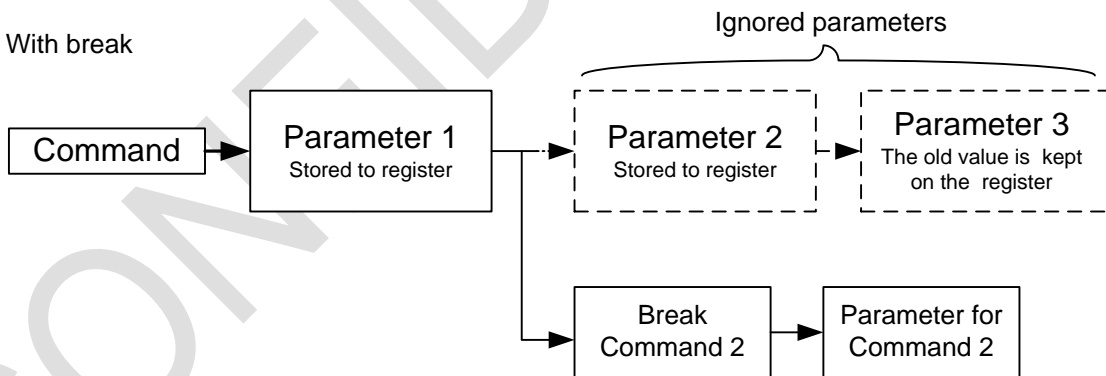 With break
Ignored parameters
Command
Parameter 1
Stored to register
Parameter 2
Stored to register
Parameter 3
The old value is kept
on the register
Break
Command 2
Parameter for
Command 2